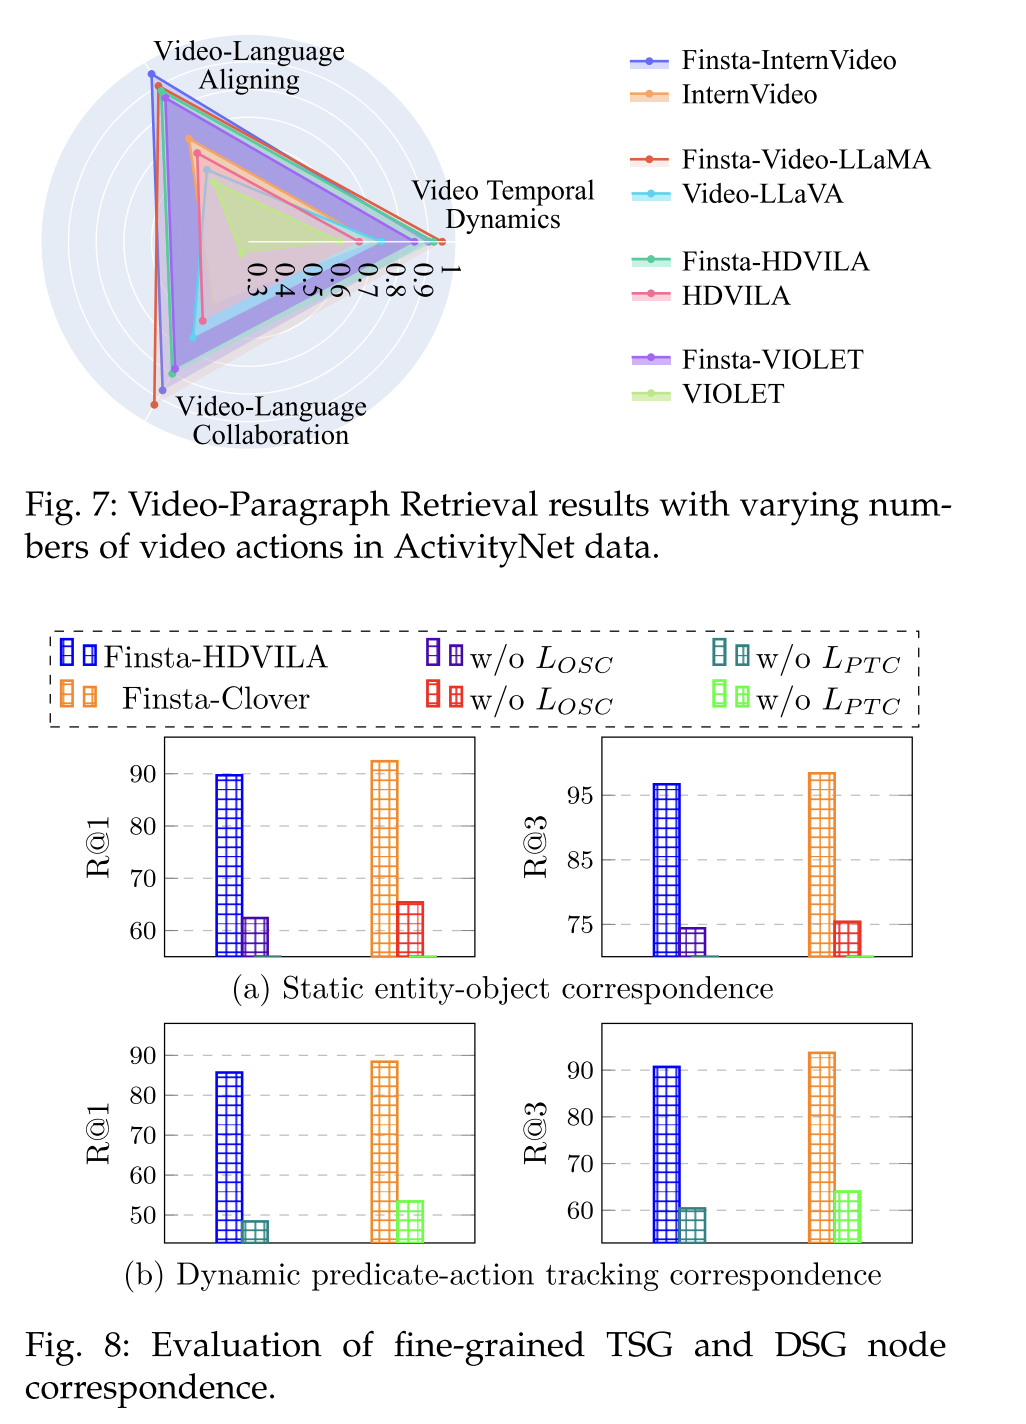 Video-Language
Aligning
Video Temporal
Dynamics
0.3 0.4 0.5 0.6 0.7 0.8 0.9 1
Video-Language
Collaboration
Finsta-InternVideo
InternVideo
Finsta-Video-LLaMA
Video-LLaVA
Finsta-HDVILA
HDVILA
Finsta-VIOLET
VIOLET
Fig. 7: Video-Paragraph Retrieval results with varying num-
bers of video actions in ActivityNet data.
Finsta-HDVILA w/o L_{OSC} w/o L_{PTC}
Finsta-Clover w/o L_{OSC} w/o L_{PTC}
R@1
90
80
70
60
R@3
95
85
75
(a) Static entity-object correspondence
R@1
90
80
70
60
50
R@3
90
80
70
60
(b) Dynamic predicate-action tracking correspondence
Fig. 8: Evaluation of fine-grained TSG and DSG node
correspondence.